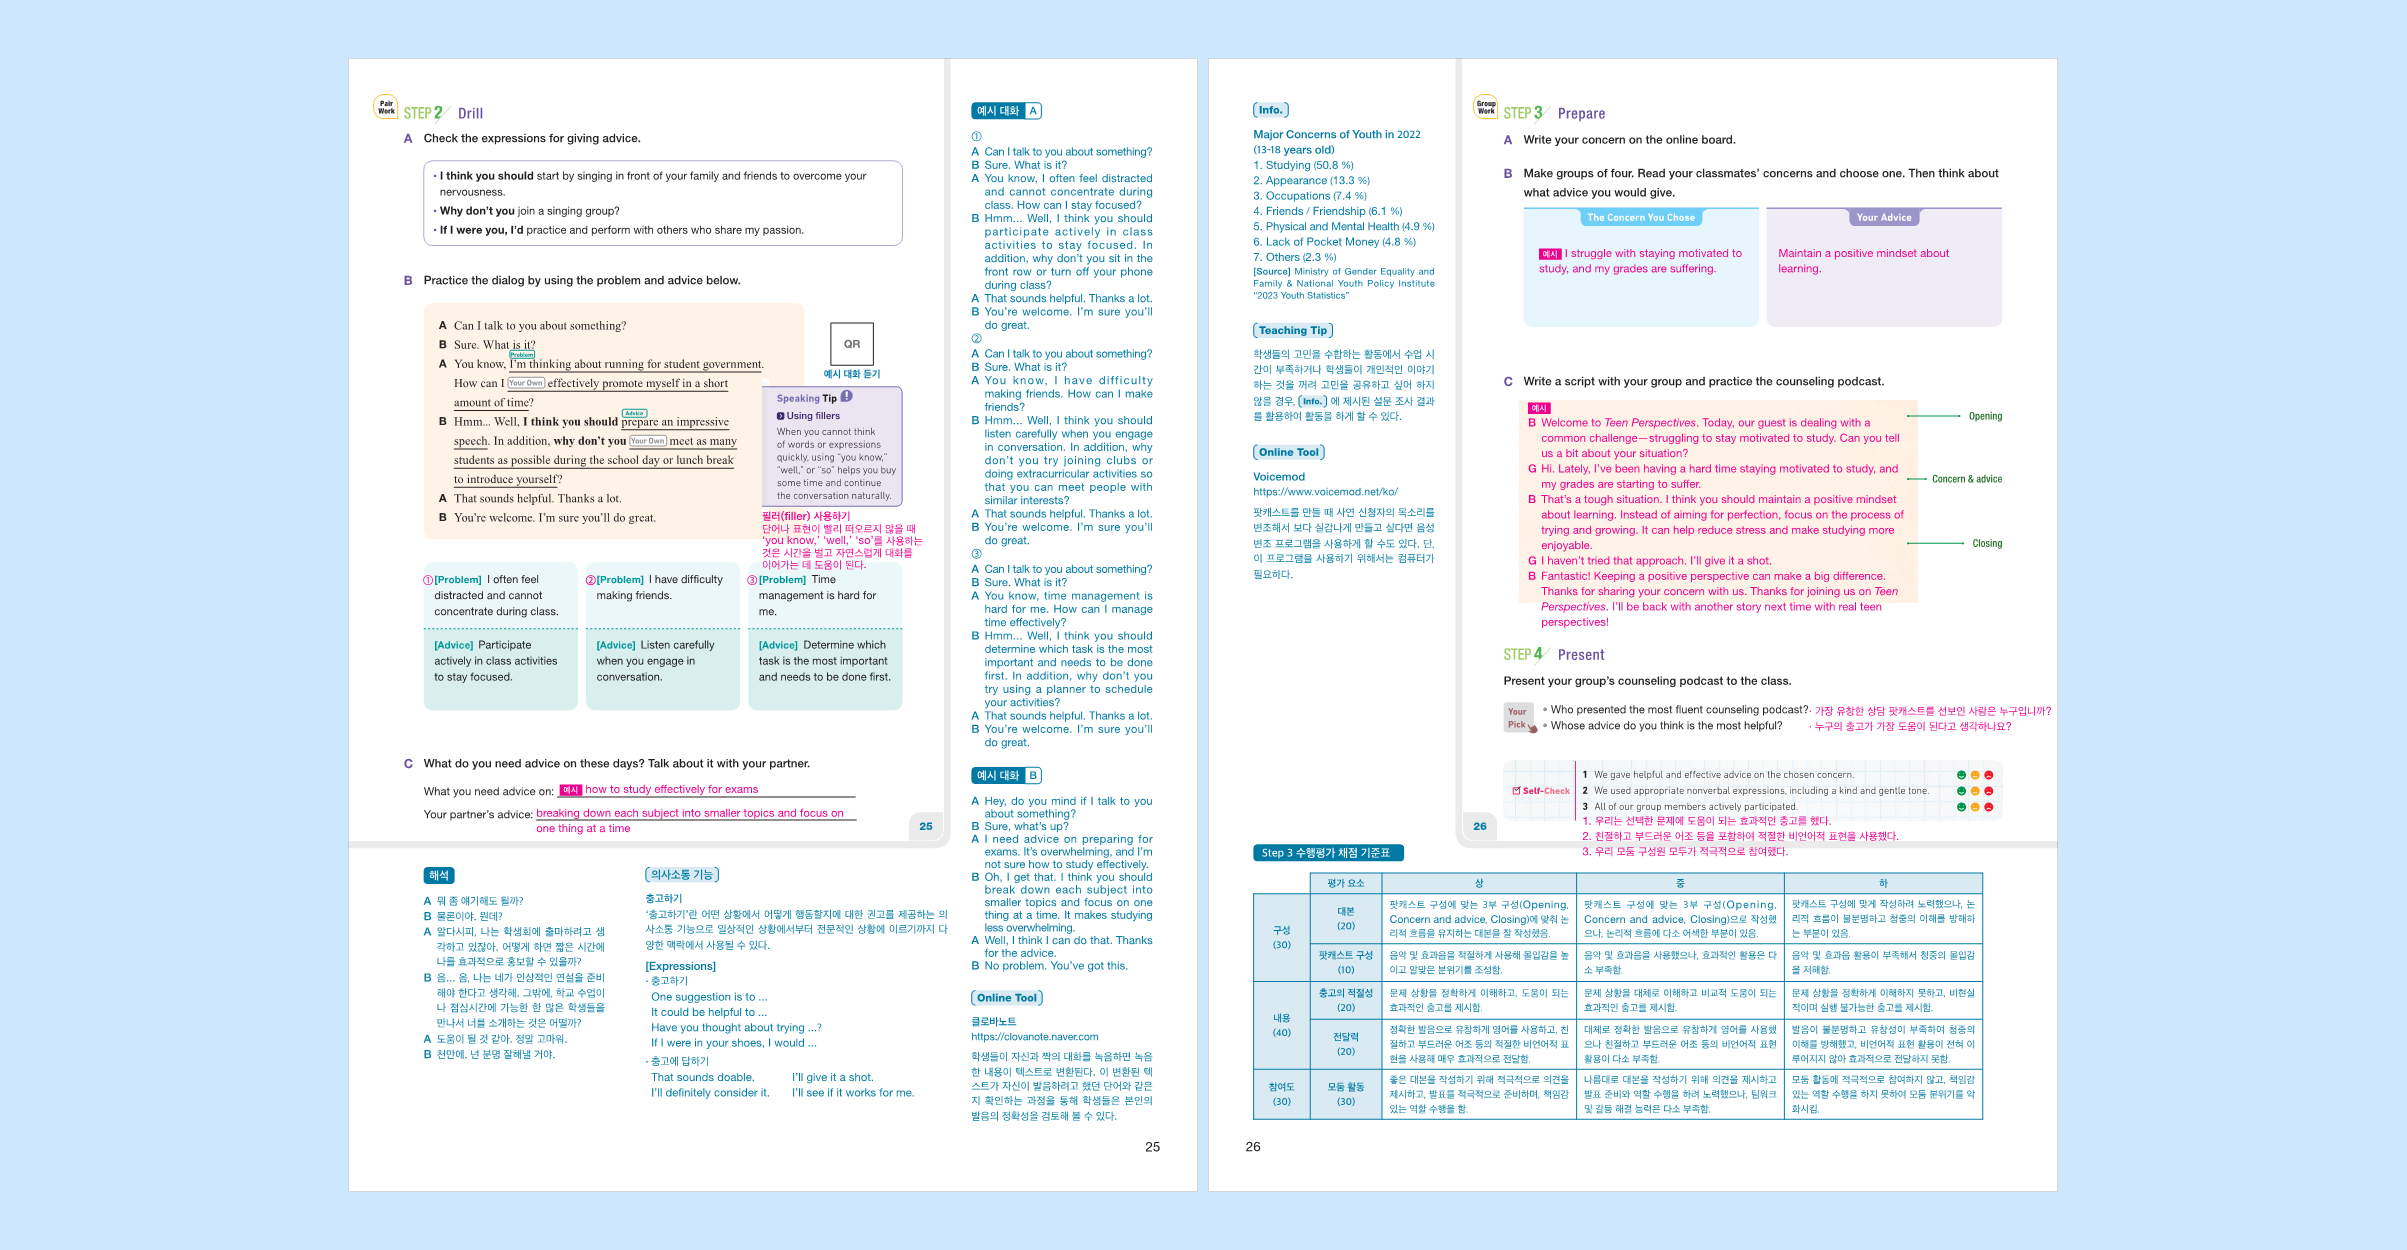 Pair
Work
STEP 2 Drill
A Check the expressions for giving advice.
• I think you should start by singing in front of your family and friends to overcome your
nervousness.
• Why don't you join a singing group?
• If I were you, I'd practice and perform with others who share my passion.
B Practice the dialog by using the problem and advice below.
A Can I talk to you about something?
B Sure. What is it?
Problem
A You know, I'm thinking about running for student government.
How can I Your Own effectively promote myself in a short
amount of time?
Advice
B Hmm... Well, I think you should prepare an impressive
speech. In addition, why don't you Your Own meet as many
students as possible during the school day or lunch break
to introduce yourself?
A That sounds helpful. Thanks a lot.
B You're welcome. I'm sure you'll do great.
QR
예시 대화 듣기
Speaking Tip !
Using fillers
When you cannot think
of words or expressions
quickly, using "you know,"
"well," or "so" helps you buy
some time and continue
the conversation naturally.
필러(filler) 사용하기
단어나 표현이 빨리 떠오르지 않을 때
'you know,' 'well,' 'so'를 사용하는
것은 시간을 벌고 자연스럽게 대화를
이어가는 데 도움이 된다.
① [Problem] I often feel
distracted and cannot
concentrate during class.
[Advice] Participate
actively in class activities
to stay focused.
② [Problem] I have difficulty
making friends.
[Advice] Listen carefully
when you engage in
conversation.
③ [Problem] Time
management is hard for
me.
[Advice] Determine which
task is the most important
and needs to be done first.
C What do you need advice on these days? Talk about it with your partner.
What you need advice on: 예시 how to study effectively for exams
Your partner's advice: breaking down each subject into smaller topics and focus on
one thing at a time
25
해석
A 뭐 좀 얘기해도 될까?
B 물론이야. 뭔데?
A 알다시피, 나는 학생회에 출마하려고 생
각하고 있잖아. 어떻게 하면 짧은 시간에
나를 효과적으로 홍보할 수 있을까?
B 음... 음, 나는 네가 인상적인 연설을 준비
해야 한다고 생각해. 그밖에, 학교 수업이
나 점심시간에 가능한 한 많은 학생들을
만나서 너를 소개하는 것은 어떨까?
A 도움이 될 것 같아. 정말 고마워.
B 천만에. 넌 분명 잘해낼 거야.
의사소통 기능
충고하기
'충고하기'란 어떤 상황에서 어떻게 행동할지에 대한 권고를 제공하는 의
사소통 기능으로 일상적인 상황에서부터 전문적인 상황에 이르기까지 다
양한 맥락에서 사용될 수 있다.
[Expressions]
· 충고하기
One suggestion is to ...
It could be helpful to ...
Have you thought about trying ...?
If I were in your shoes, I would ...
· 충고에 답하기
That sounds doable. I'll give it a shot.
I'll definitely consider it. I'll see if it works for me.
예시 대화 A
①
A Can I talk to you about something?
B Sure. What is it?
A You know, I often feel distracted
and cannot concentrate during
class. How can I stay focused?
B Hmm... Well, I think you should
participate actively in class
activities to stay focused. In
addition, why don't you sit in the
front row or turn off your phone
during class?
A That sounds helpful. Thanks a lot.
B You're welcome. I'm sure you'll
do great.
②
A Can I talk to you about something?
B Sure. What is it?
A You know, I have difficulty
making friends. How can I make
friends?
B Hmm... Well, I think you should
listen carefully when you engage
in conversation. In addition, why
don't you try joining clubs or
doing extracurricular activities so
that you can meet people with
similar interests?
A That sounds helpful. Thanks a lot.
B You're welcome. I'm sure you'll
do great.
③
A Can I talk to you about something?
B Sure. What is it?
A You know, time management is
hard for me. How can I manage
time effectively?
B Hmm... Well, I think you should
determine which task is the most
important and needs to be done
first. In addition, why don't you
try using a planner to schedule
your activities?
A That sounds helpful. Thanks a lot.
B You're welcome. I'm sure you'll
do great.
예시 대화 B
A Hey, do you mind if I talk to you
about something?
B Sure, what's up?
A I need advice on preparing for
exams. It's overwhelming, and I'm
not sure how to study effectively.
B Oh, I get that. I think you should
break down each subject into
smaller topics and focus on one
thing at a time. It makes studying
less overwhelming.
A Well, I think I can do that. Thanks
for the advice.
B No problem. You've got this.
Online Tool
클로바노트
https://clovanote.naver.com
학생들이 자신과 짝의 대화를 녹음하면 녹음
한 내용이 텍스트로 변환된다. 이 변환된 텍
스트가 자신이 발음하려고 했던 단어와 같은
지 확인하는 과정을 통해 학생들은 본인의
발음의 정확성을 검토해 볼 수 있다.
25
Info.
Major Concerns of Youth in 2022
(13-18 years old)
1. Studying (50.8 %)
2. Appearance (13.3 %)
3. Occupations (7.4 %)
4. Friends / Friendship (6.1 %)
5. Physical and Mental Health (4.9 %)
6. Lack of Pocket Money (4.8 %)
7. Others (2.3 %)
[Source] Ministry of Gender Equality and
Family & National Youth Policy Institute
"2023 Youth Statistics"
Teaching Tip
학생들의 고민을 수합하는 활동에서 수업 시
간이 부족하거나 학생들이 개인적인 이야기
하는 것을 꺼려 고민을 공유하고 싶어 하지
않을 경우, Info. 에 제시된 설문 조사 결과
를 활용하여 활동을 하게 할 수 있다.
Online Tool
Voicemod
https://www.voicemod.net/ko/
팟캐스트를 만들 때 사연 신청자의 목소리를
변조해서 보다 실감나게 만들고 싶다면 음성
변조 프로그램을 사용하게 할 수도 있다. 단,
이 프로그램을 사용하기 위해서는 컴퓨터가
필요하다.
Group
Work
STEP 3 Prepare
A Write your concern on the online board.
B Make groups of four. Read your classmates' concerns and choose one. Then think about
what advice you would give.
The Concern You Chose
예시 I struggle with staying motivated to
study, and my grades are suffering.
Your Advice
Maintain a positive mindset about
learning.
C Write a script with your group and practice the counseling podcast.
예시
B Welcome to Teen Perspectives. Today, our guest is dealing with a
common challenge—struggling to stay motivated to study. Can you tell
us a bit about your situation?
G Hi. Lately, I've been having a hard time staying motivated to study, and
my grades are starting to suffer.
B That's a tough situation. I think you should maintain a positive mindset
about learning. Instead of aiming for perfection, focus on the process of
trying and growing. It can help reduce stress and make studying more
enjoyable.
G I haven't tried that approach. I'll give it a shot.
B Fantastic! Keeping a positive perspective can make a big difference.
Thanks for sharing your concern with us. Thanks for joining us on Teen
Perspectives. I'll be back with another story next time with real teen
perspectives!
Opening
Concern & advice
Closing
STEP 4 Present
Present your group's counseling podcast to the class.
Your
Pick
• Who presented the most fluent counseling podcast? · 가장 유창한 상담 팟캐스트를 선보인 사람은 누구입니까?
• Whose advice do you think is the most helpful? · 누구의 충고가 가장 도움이 된다고 생각하나요?
Self-Check
1 We gave helpful and effective advice on the chosen concern.
2 We used appropriate nonverbal expressions, including a kind and gentle tone.
3 All of our group members actively participated.
1. 우리는 선택한 문제에 도움이 되는 효과적인 충고를 했다.
2. 친절하고 부드러운 어조 등을 포함하여 적절한 비언어적 표현을 사용했다.
3. 우리 모둠 구성원 모두가 적극적으로 참여했다.
26
Step 3 수행평가 채점 기준표
평가 요소 상 중 하
구성
(30)
대본
(20)
팟캐스트 구성에 맞는 3부 구성(Opening,
Concern and advice, Closing)에 맞춰 논
리적 흐름을 유지하는 대본을 잘 작성했음.
팟캐스트 구성에 맞는 3부 구성(Opening,
Concern and advice, Closing)으로 작성했
으나, 논리적 흐름에 다소 어색한 부분이 있음.
팟캐스트 구성에 맞게 작성하려 노력했으나, 논
리적 흐름이 불분명하고 청중의 이해를 방해하
는 부분이 있음.
팟캐스트 구성
(10)
음악 및 효과음을 적절하게 사용해 몰입감을 높
이고 알맞은 분위기를 조성함.
음악 및 효과음을 사용했으나, 효과적인 활용은 다
소 부족함.
음악 및 효과음 활용이 부족해서 청중의 몰입감
을 저해함.
내용
(40)
충고의 적절성
(20)
문제 상황을 정확하게 이해하고, 도움이 되는
효과적인 충고를 제시함.
문제 상황을 대체로 이해하고 비교적 도움이 되는
효과적인 충고를 제시함.
문제 상황을 정확하게 이해하지 못하고, 비현실
적이며 실행 불가능한 충고를 제시함.
전달력
(20)
정확한 발음으로 유창하게 영어를 사용하고, 친
절하고 부드러운 어조 등의 적절한 비언어적 표
현을 사용해 매우 효과적으로 전달함.
대체로 정확한 발음으로 유창하게 영어를 사용했
으나 친절하고 부드러운 어조 등의 비언어적 표현
활용이 다소 부족함.
발음이 불분명하고 유창성이 부족하여 청중의
이해를 방해했고, 비언어적 표현 활용이 전혀 이
루어지지 않아 효과적으로 전달하지 못함.
참여도
(30)
모둠 활동
(30)
좋은 대본을 작성하기 위해 적극적으로 의견을
제시하고, 발표를 적극적으로 준비하며, 책임감
있는 역할 수행을 함.
나름대로 대본을 작성하기 위해 의견을 제시하고
발표 준비와 역할 수행을 하려 노력했으나, 팀워크
및 갈등 해결 능력은 다소 부족함.
모둠 활동에 적극적으로 참여하지 않고, 책임감
있는 역할 수행을 하지 못하여 모둠 분위기를 악
화시킴.
26